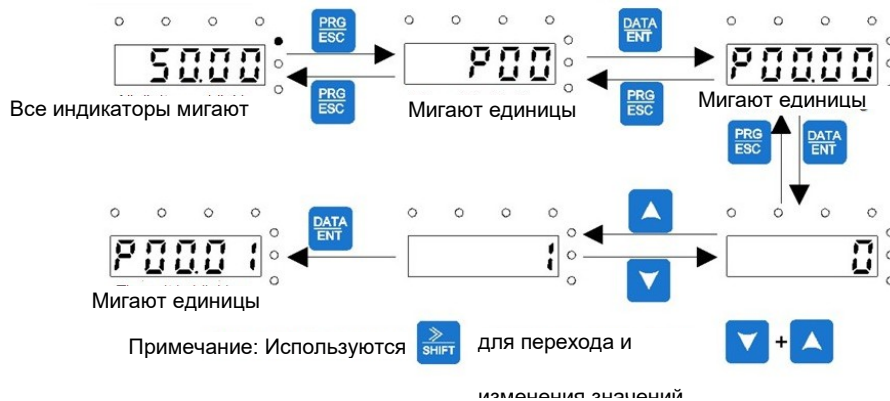 PRG
ESC
DATA
ENT
50.00
P00
P00.00
PRG
ESC
PRG
ESC
Все индикаторы мигают
Мигают единицы
Мигают единицы
PRG
ESC
DATA
ENT
DATA
ENT
P00.01
1
0
Мигают единицы
Примечание: Используются
SHIFT
для перехода и
+
изменения значений